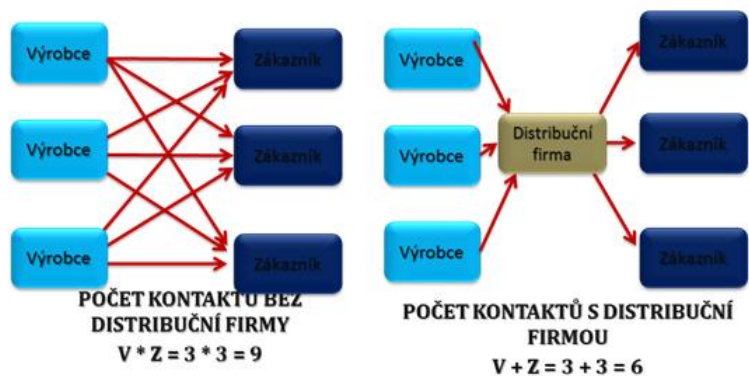 Výrobce
Zákazník
Výrobce
Zákazník
Výrobce
Zákazník
POČET KONTAKTŮ BEZ
DISTRIBUČNÍ FIRMY
V * Z = 3 * 3 = 9
Výrobce
Zákazník
Výrobce
Distribuční
firma
Zákazník
Výrobce
Zákazník
POČET KONTAKTŮ S DISTRIBUČNÍ
FIRMOU
V + Z = 3 + 3 = 6